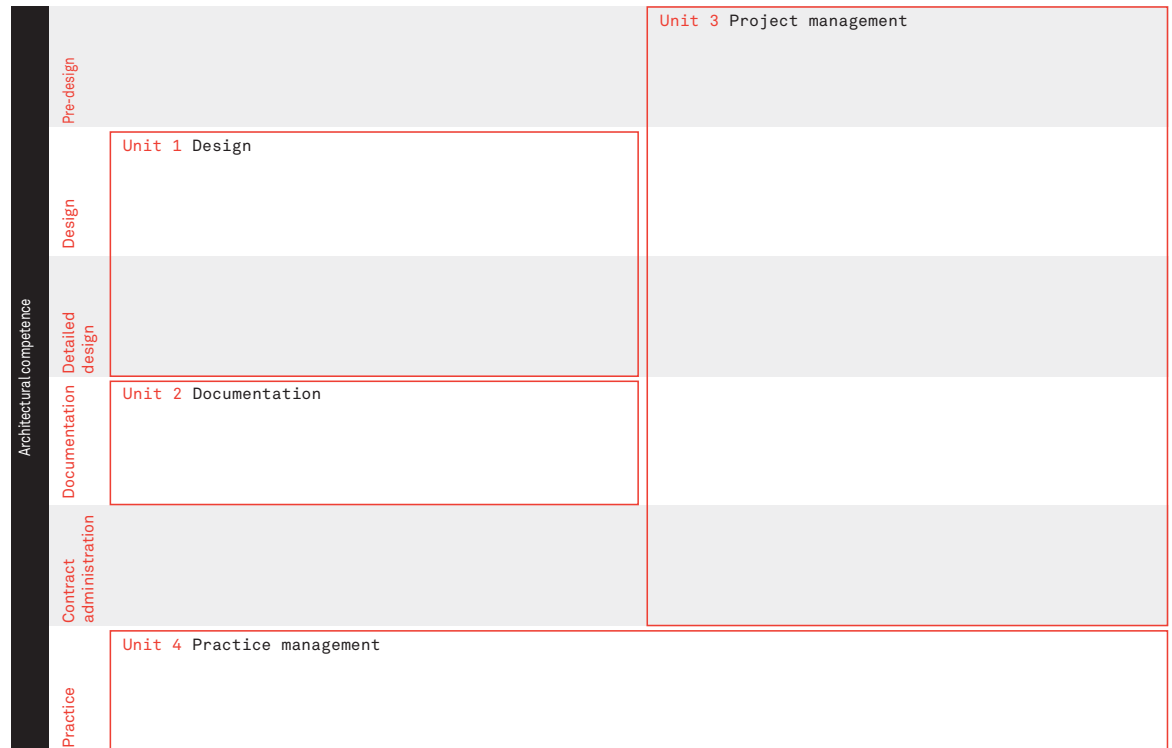 Architectural competence
Pre-design
Unit 3 Project management
Design
Unit 1 Design
Detailed
design
Documentation
Unit 2 Documentation
Contract
administration
Practice
Unit 4 Practice management